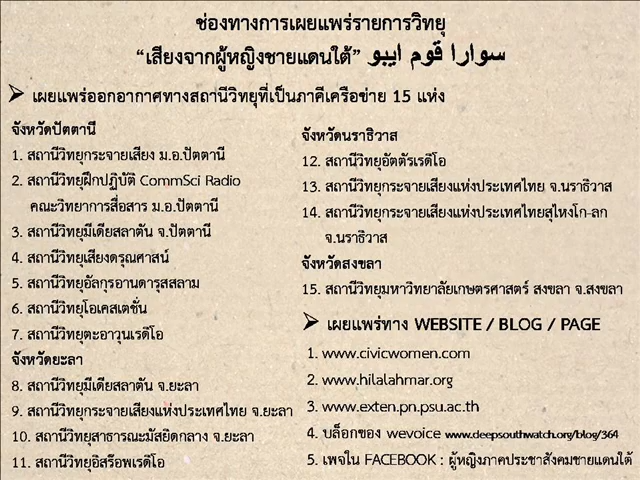 ช่องทางการเผยแพร่รายการวิทยุ
“เสียงจากผู้หญิงชายแดนใต้” سوارا قوم ايبو
➢ เผยแพร่ออกอากาศทางสถานีวิทยุที่เป็นภาคีเครือข่าย 15 แห่ง
จังหวัดปัตตานี
1. สถานีวิทยุกระจายเสียง ม.อ.ปัตตานี
2. สถานีวิทยุฝึกปฏิบัติ CommSci Radio
คณะวิทยาการสื่อสาร ม.อ.ปัตตานี
3. สถานีวิทยุมีเดียสลาตัน จ.ปัตตานี
4. สถานีวิทยุเสียงดรุณศาสน์
5. สถานีวิทยุอัลกุรอานดารุสสลาม
6. สถานีวิทยุโอเคสเตชั่น
7. สถานีวิทยุตะอาวุนเรดิโอ
จังหวัดยะลา
8. สถานีวิทยุมีเดียสลาตัน จ.ยะลา
9. สถานีวิทยุกระจายเสียงแห่งประเทศไทย จ.ยะลา
10. สถานีวิทยุสาธารณะมัสยิดกลาง จ.ยะลา
11. สถานีวิทยุอิสร๊อพเรดิโอ
จังหวัดนราธิวาส
12. สถานีวิทยุอัตตัรเรดิโอ
13. สถานีวิทยุกระจายเสียงแห่งประเทศไทย จ.นราธิวาส
14. สถานีวิทยุกระจายเสียงแห่งประเทศไทยสุไหงโก-ลก
จ.นราธิวาส
จังหวัดสงขลา
15. สถานีวิทยุมหาวิทยาลัยเกษตรศาสตร์ สงขลา จ.สงขลา
➢ เผยแพร่ทาง WEBSITE / BLOG / PAGE
1. www.civicwomen.com
2. www.hilalahmar.org
3. www.exten.pn.psu.ac.th
4. บล็อกของ wevoice www.deepsouthwatch.org/blog/364
5. เพจใน FACEBOOK : ผู้หญิงภาคประชาสังคมชายแดนใต้